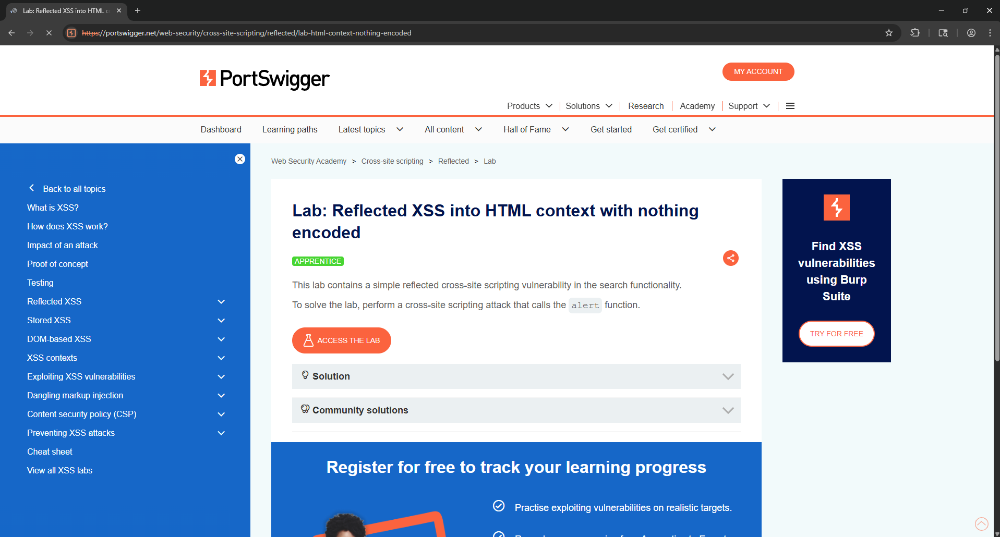 Lab: Reflected XSS into HTML c
https://portswigger.net/web-security/cross-site-scripting/reflected/lab-html-context-nothing-encoded
PortSwigger
MY ACCOUNT
Products
Solutions
Research
Academy
Support
Dashboard
Learning paths
Latest topics
All content
Hall of Fame
Get started
Get certified
Back to all topics
What is XSS?
How does XSS work?
Impact of an attack
Proof of concept
Testing
Reflected XSS
Stored XSS
DOM-based XSS
XSS contexts
Exploiting XSS vulnerabilities
Dangling markup injection
Content security policy (CSP)
Preventing XSS attacks
Cheat sheet
View all XSS labs
Web Security Academy > Cross-site scripting > Reflected > Lab
Lab: Reflected XSS into HTML context with nothing
encoded
APPRENTICE
This lab contains a simple reflected cross-site scripting vulnerability in the search functionality.
To solve the lab, perform a cross-site scripting attack that calls the alert function.
ACCESS THE LAB
Solution
Community solutions
Find XSS
vulnerabilities
using Burp
Suite
TRY FOR FREE
Register for free to track your learning progress
Practise exploiting vulnerabilities on realistic targets.